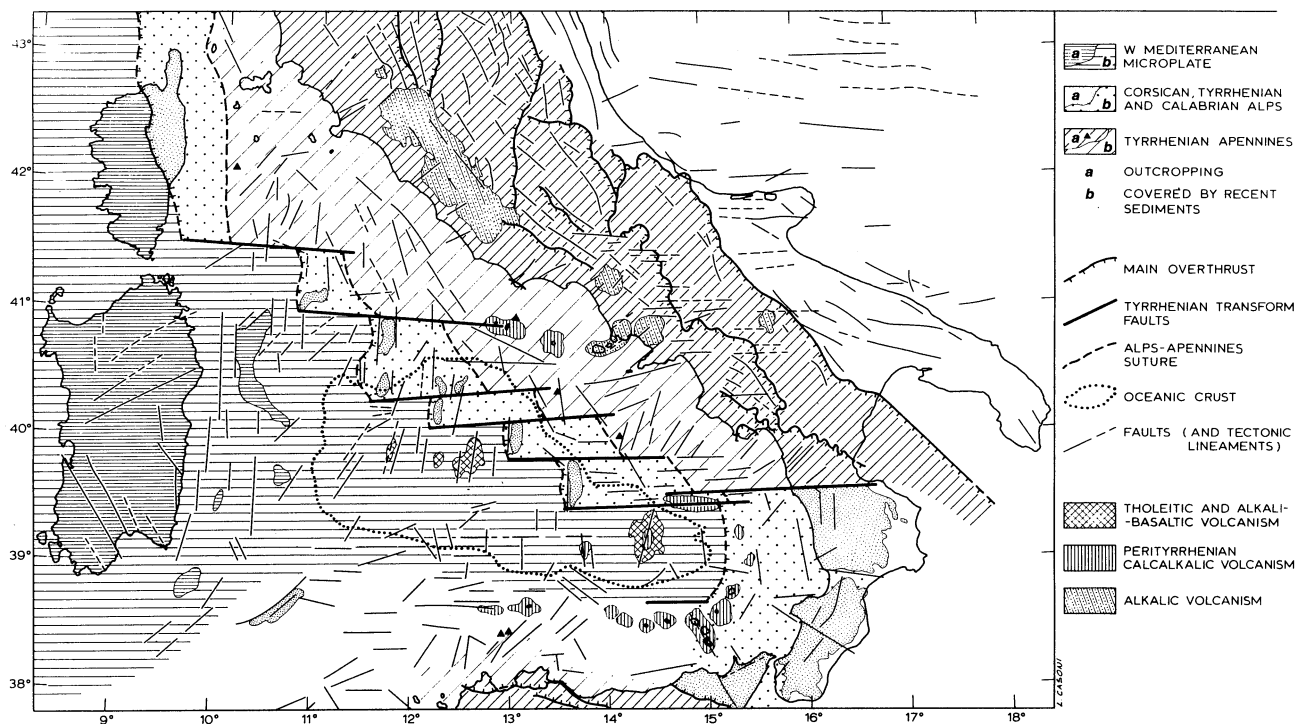 43°
42°
41°
40°
39°
38°
9°
10°
11°
12°
13°
14°
15°
16°
17°
18°
L. CASONI
a b W MEDITERRANEAN
MICROPLATE
a b CORSICAN, TYRRHENIAN
AND CALABRIAN ALPS
a b TYRRHENIAN APENNINES
a OUTCROPPING
b COVERED BY RECENT
SEDIMENTS
MAIN OVERTHRUST
TYRRHENIAN TRANSFORM
FAULTS
ALPS-APENNINES
SUTURE
OCEANIC CRUST
FAULTS (AND TECTONIC
LINEAMENTS)
THOLEITIC AND ALKALI-
-BASALTIC VOLCANISM
PERITYRRHENIAN
CALCALKALIC VOLCANISM
ALKALIC VOLCANISM